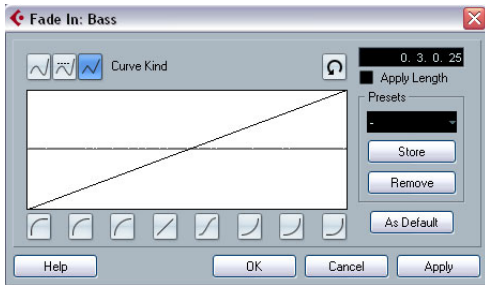 Fade In: Bass
Curve Kind
0. 3. 0. 25
Apply Length
Presets
-
Store
Remove
As Default
Help
OK
Cancel
Apply